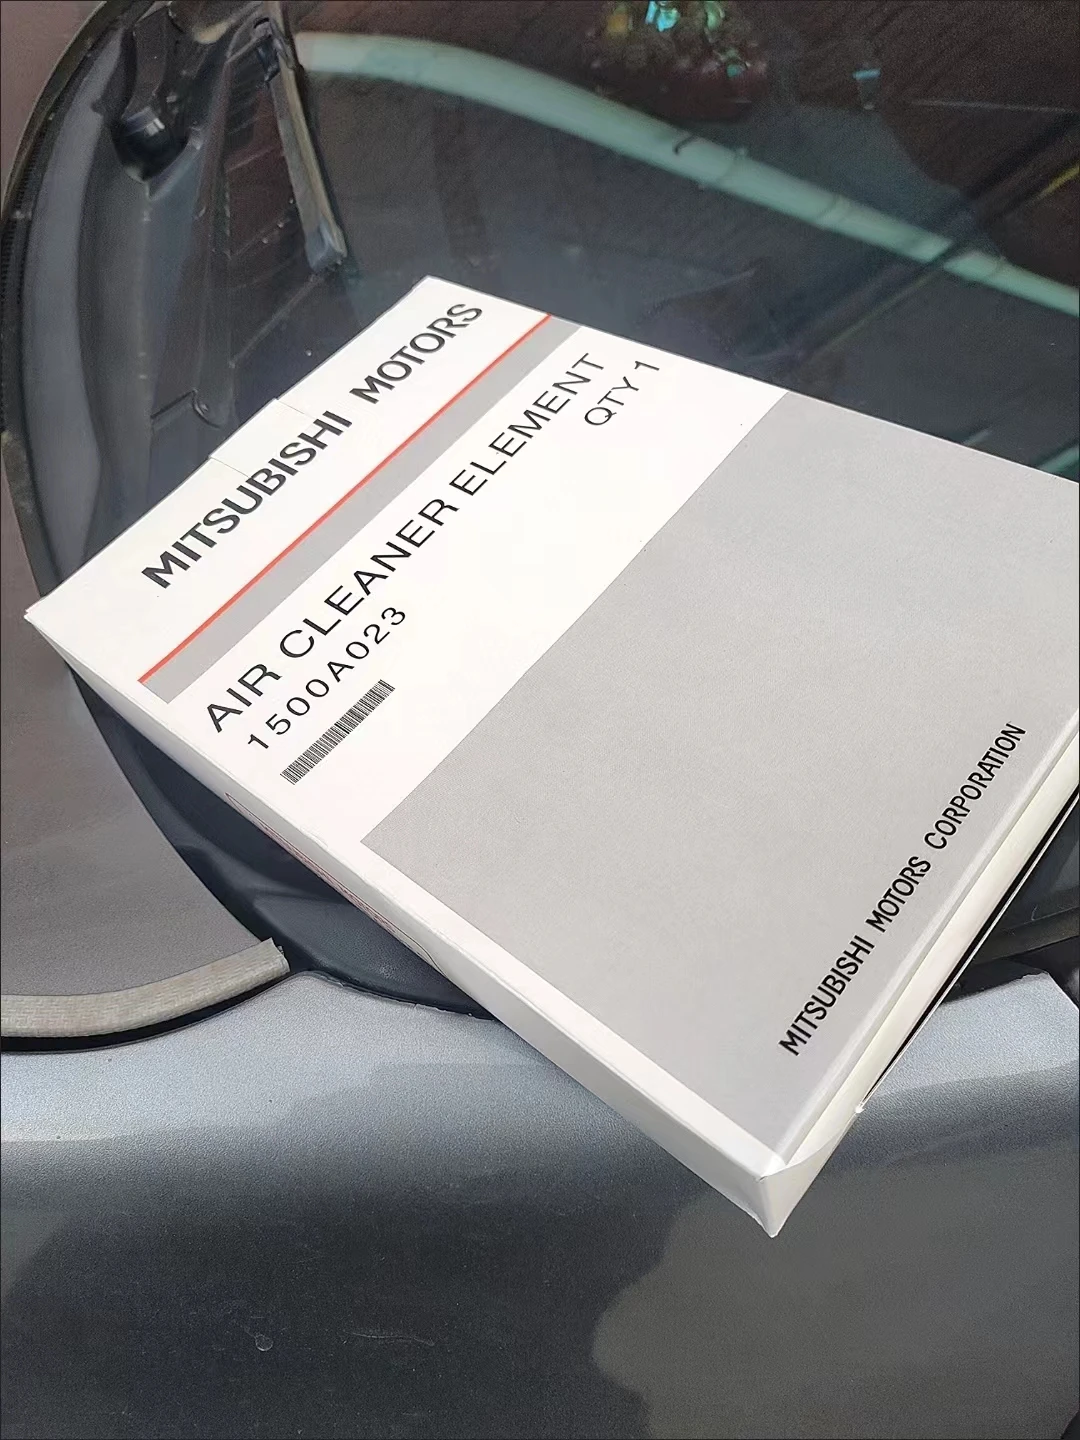 MITSUBISHI MOTORS
AIR CLEANER ELEMENT
QTY 1
1500A023
MITSUBISHI MOTORS CORPORATION